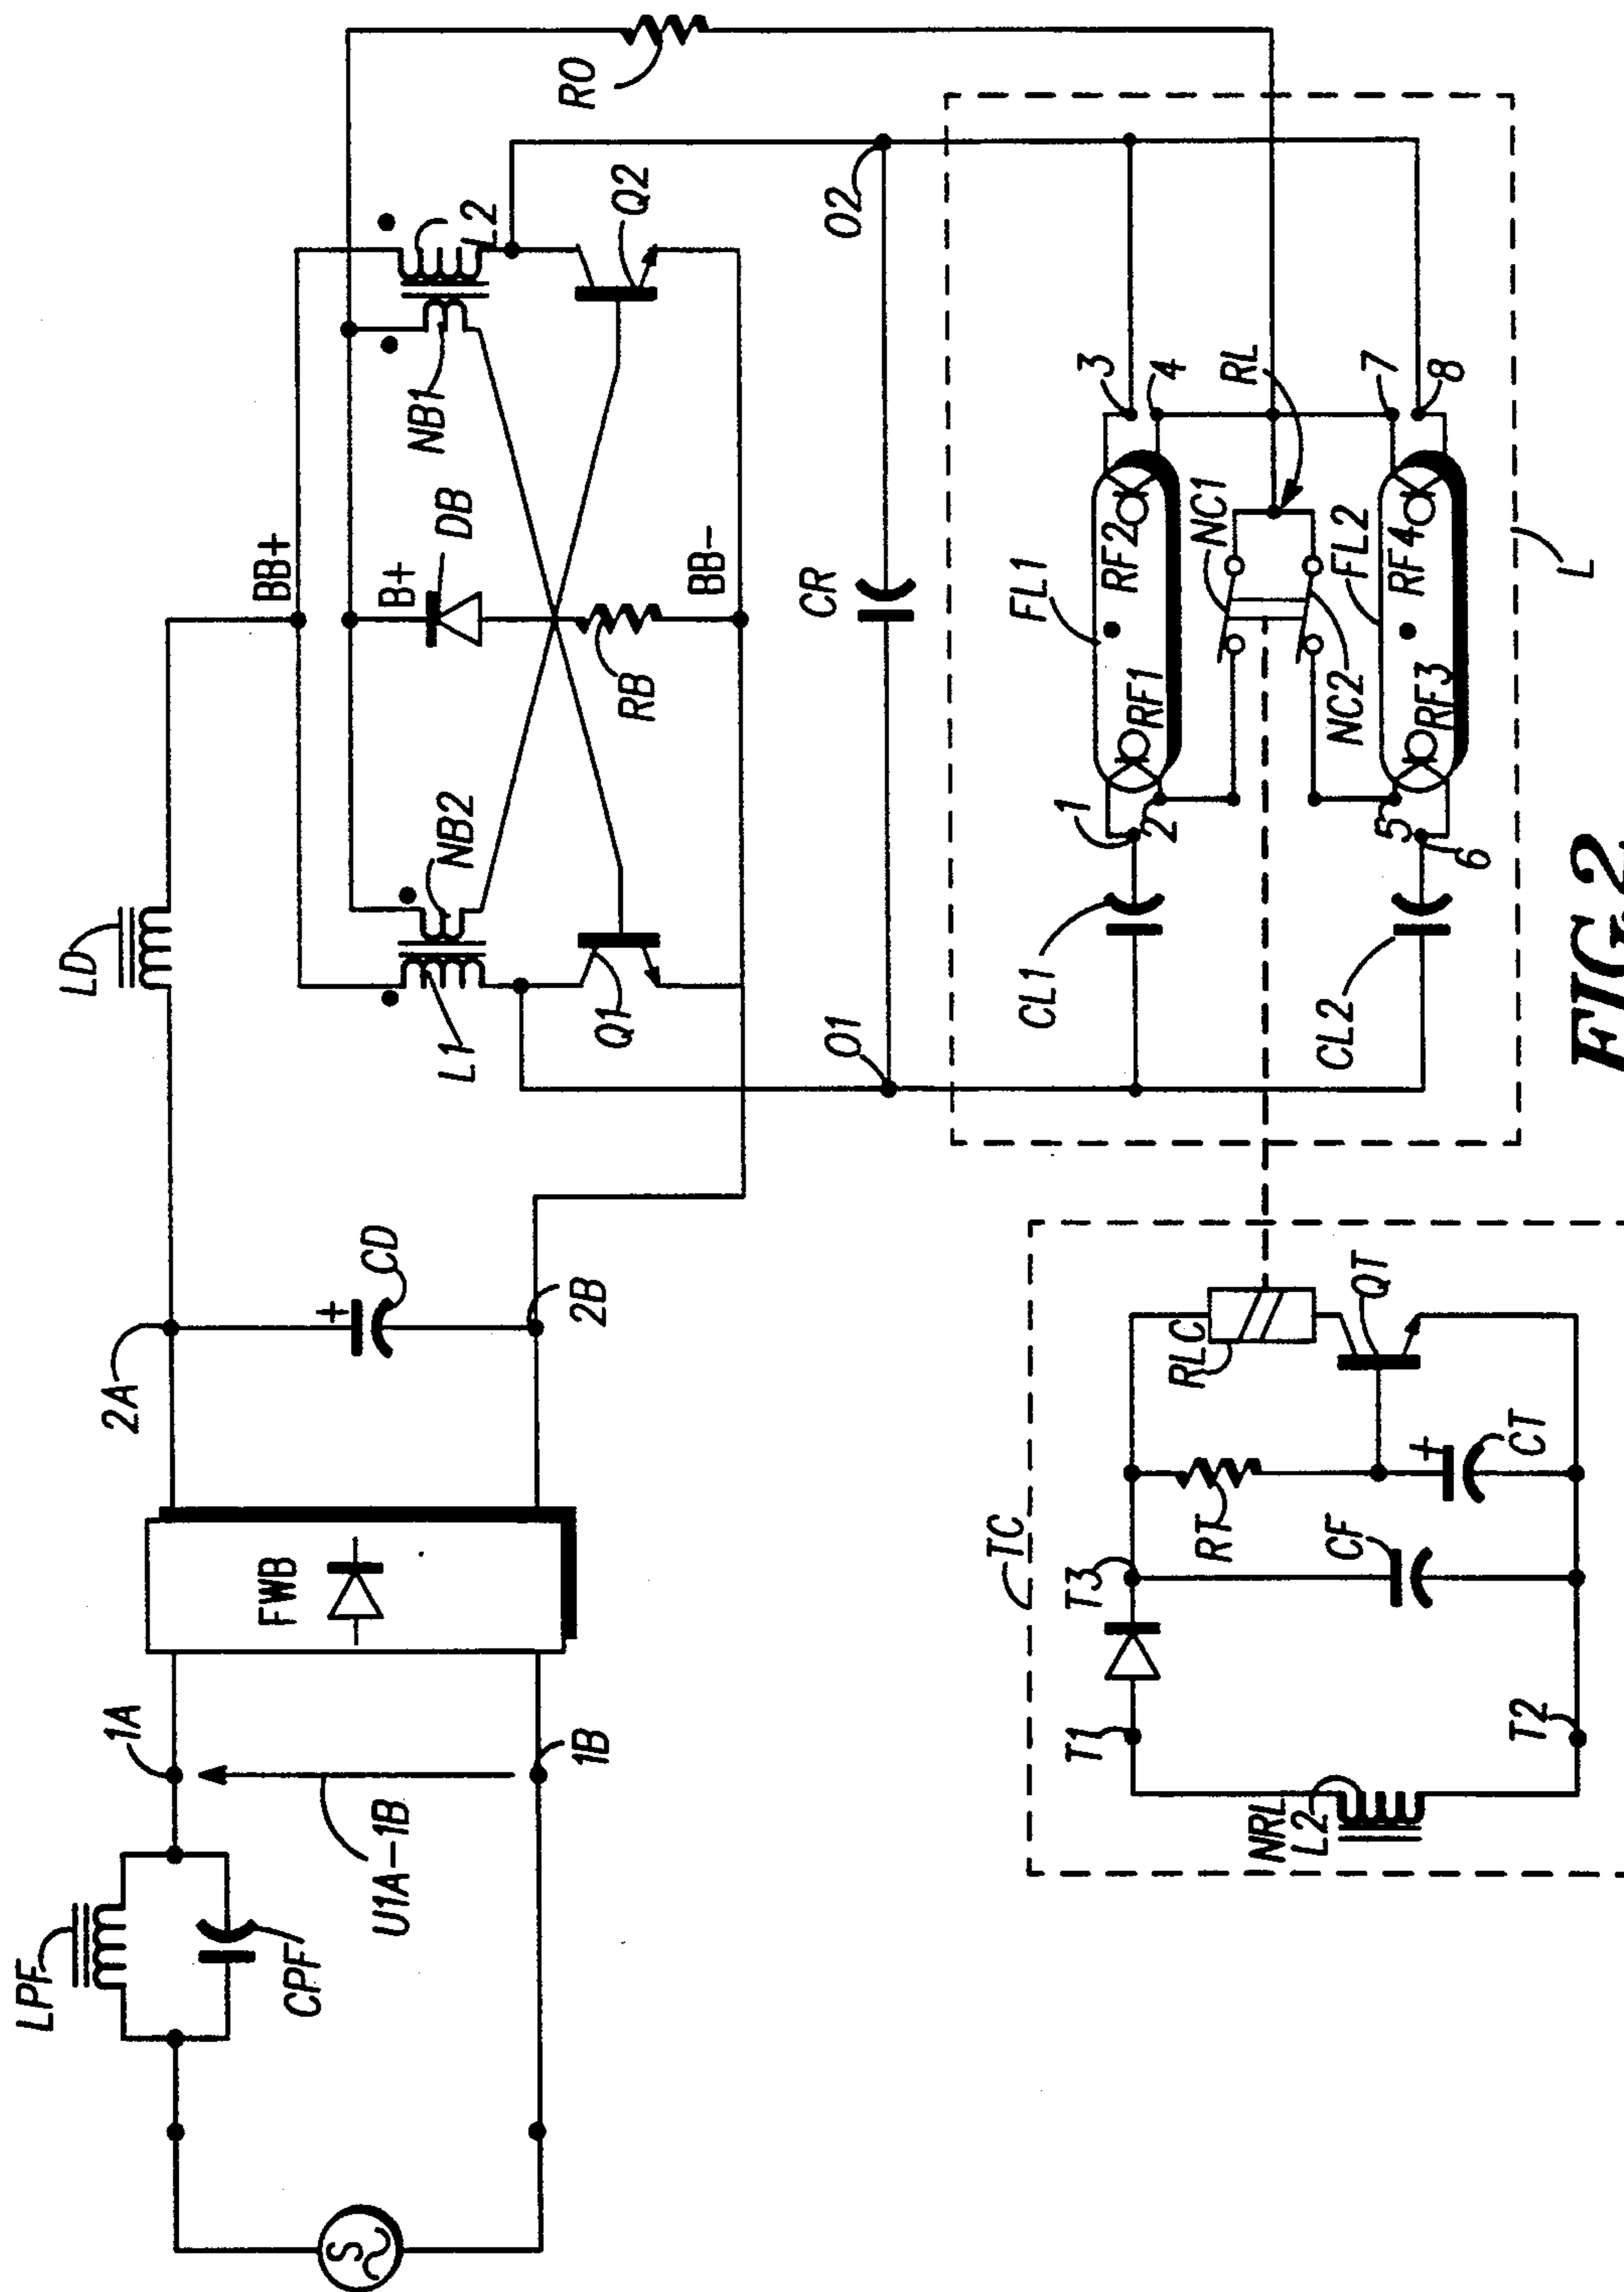 S
LPF
CPF
1A
U1A-1B
1B
FWB
2A
+
CD
2B
LD
BB+
L1
NB2
Q1
B+
DB
RB
BB-
NB1
L2
Q2
RO
O1
CR
O2
CL1
1
2
FL1
RF1
RF2
3
4
NC1
RL
NC2
CL2
5
6
FL2
RF3
RF4
7
8
L
TC
NRL
L2
T1
T2
T3
CF
RT
+
CT
RLC
QT
FIG. 2